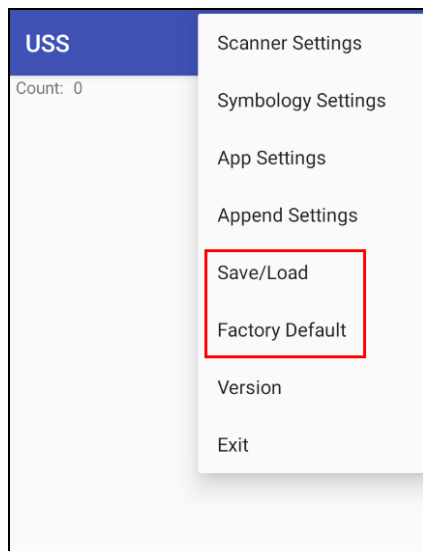 USS
Count: 0
Scanner Settings
Symbology Settings
App Settings
Append Settings
Save/Load
Factory Default
Version
Exit